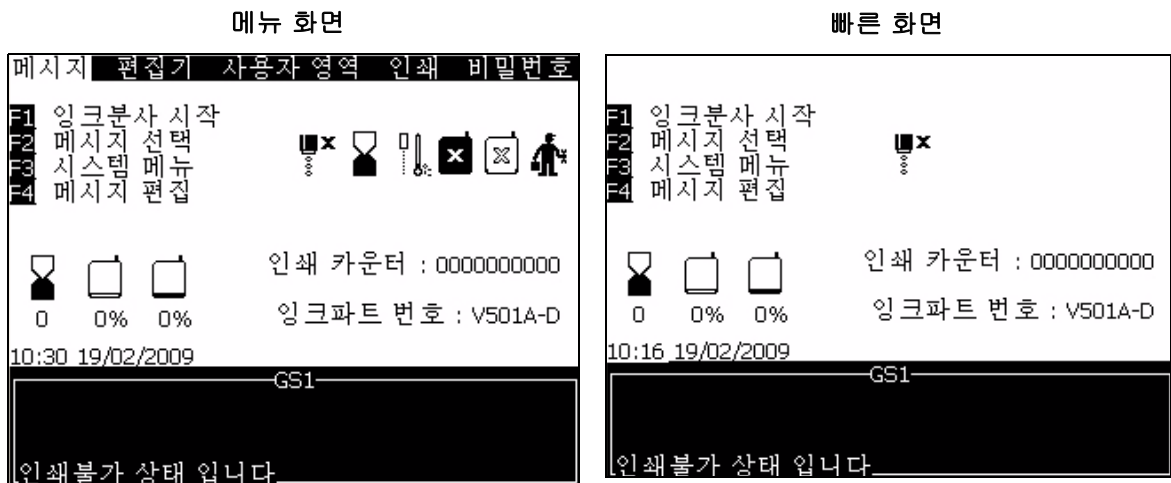 메뉴 화면
메시지 편집기 사용자 영역 인쇄 비밀번호
F1 잉크분사 시작
F2 메시지 선택
F3 시스템 메뉴
F4 메시지 편집
인쇄 카운터 : 0000000000
0 0% 0%
잉크파트 번호 : V501A-D
10:30 19/02/2009
GS1
인쇄불가 상태 입니다
빠른 화면
F1 잉크분사 시작
F2 메시지 선택
F3 시스템 메뉴
F4 메시지 편집
인쇄 카운터 : 0000000000
0 0% 0%
잉크파트 번호 : V501A-D
10:16 19/02/2009
GS1
인쇄불가 상태 입니다